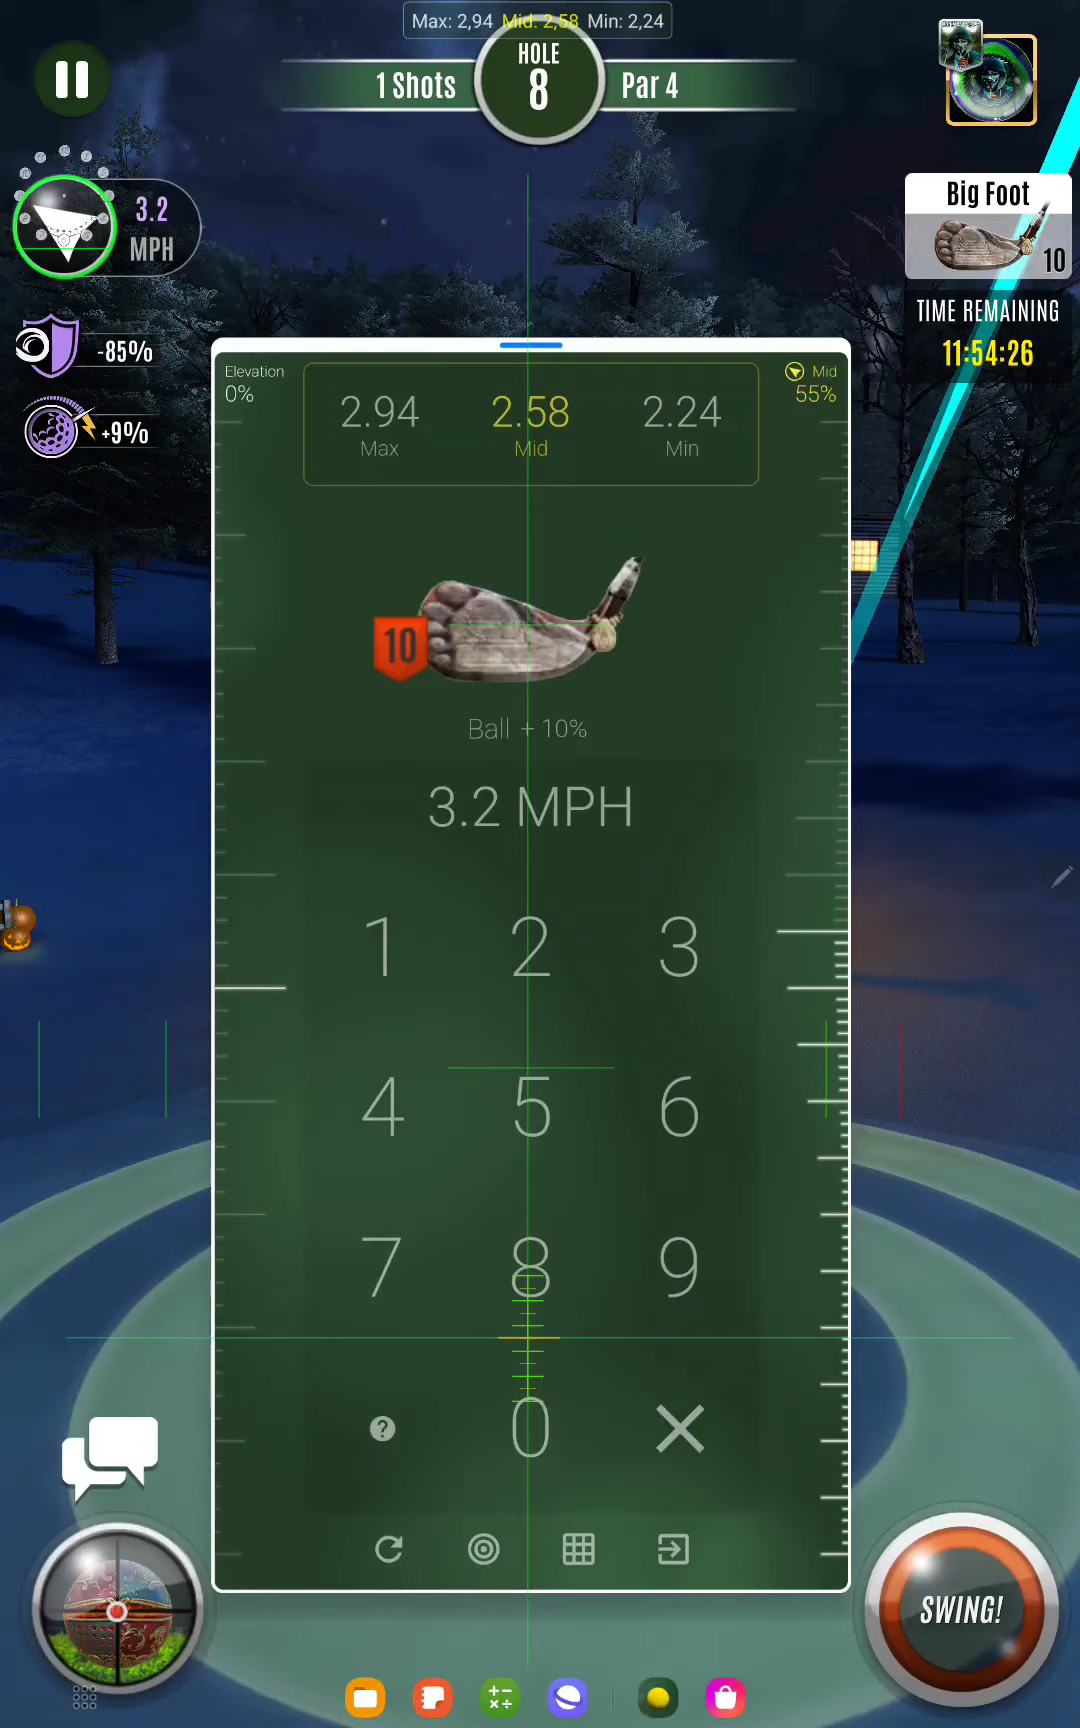 Max: 2,94 Mid: 2,58 Min: 2,24
HOLE
8
1 Shots
Par 4
3.2
MPH
Big Foot
10
TIME REMAINING
11:54:26
-85%
+9%
Elevation
0%
2.94
Max
2.58
Mid
2.24
Min
Mid
55%
10
Ball + 10%
3.2 MPH
1 2 3
4 5 6
7 8 9
? 0
SWING!